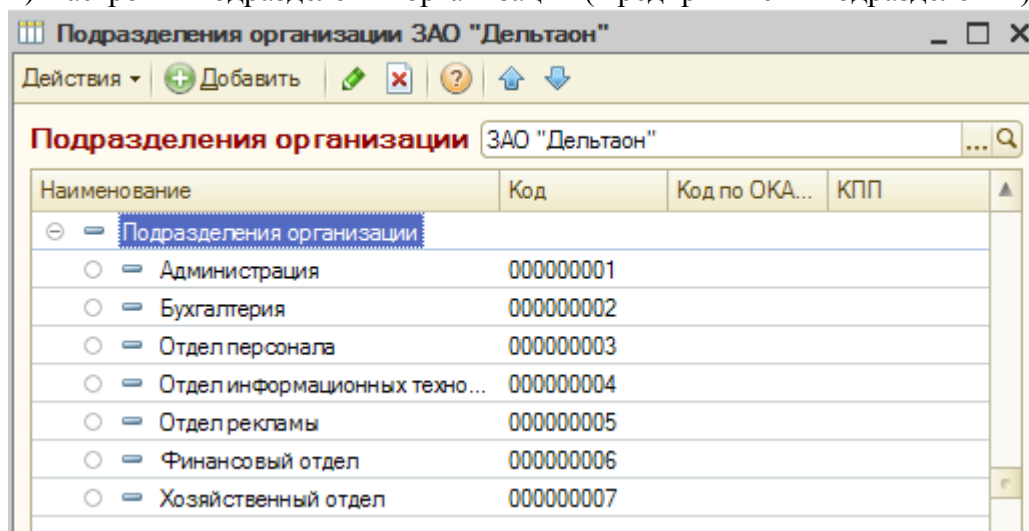 Подразделения организации ЗАО "Дельтаон"
Действия Добавить
Подразделения организации ЗАО "Дельтаон" ...
Наименование Код Код по ОКА... КПП
Подразделения организации
Администрация 000000001
Бухгалтерия 000000002
Отдел персонала 000000003
Отдел информационных техно... 000000004
Отдел рекламы 000000005
Финансовый отдел 000000006
Хозяйственный отдел 000000007